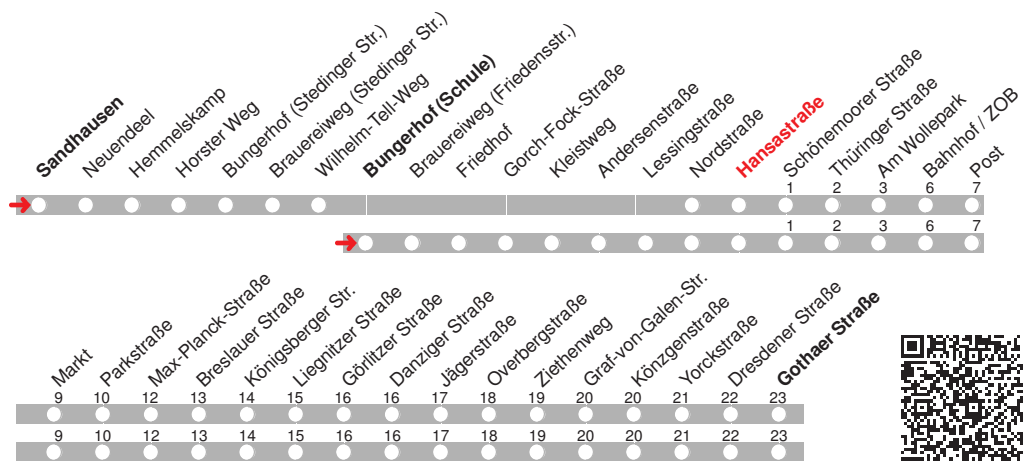 Sandhausen
Neuendeel
Hemmelskamp
Horster Weg
Bungerhof (Stedinger Str.)
Brauereiweg (Stedinger Str.)
Wilhelm-Tell-Weg
Bungerhof (Schule)
Brauereiweg (Friedensstr.)
Friedhof
Gorch-Fock-Straße
Kleistweg
Andersenstraße
Lessingstraße
Nordstraße
Hansastraße
Schönemoorer Straße
Thüringer Straße
Am Wollepark
Bahnhof / ZOB
Post
1 2 3 6 7
1 2 3 6 7
Markt
Parkstraße
Max-Planck-Straße
Breslauer Straße
Königsberger Str.
Liegnitzer Straße
Görlitzer Straße
Danziger Straße
Jägerstraße
Overbergstraße
Ziethenweg
Graf-von-Galen-Str.
Könzgenstraße
Yorckstraße
Dresdener Straße
Gothaer Straße
9 10 12 13 14 15 16 16 17 18 19 20 20 21 22 23
9 10 12 13 14 15 16 16 17 18 19 20 20 21 22 23